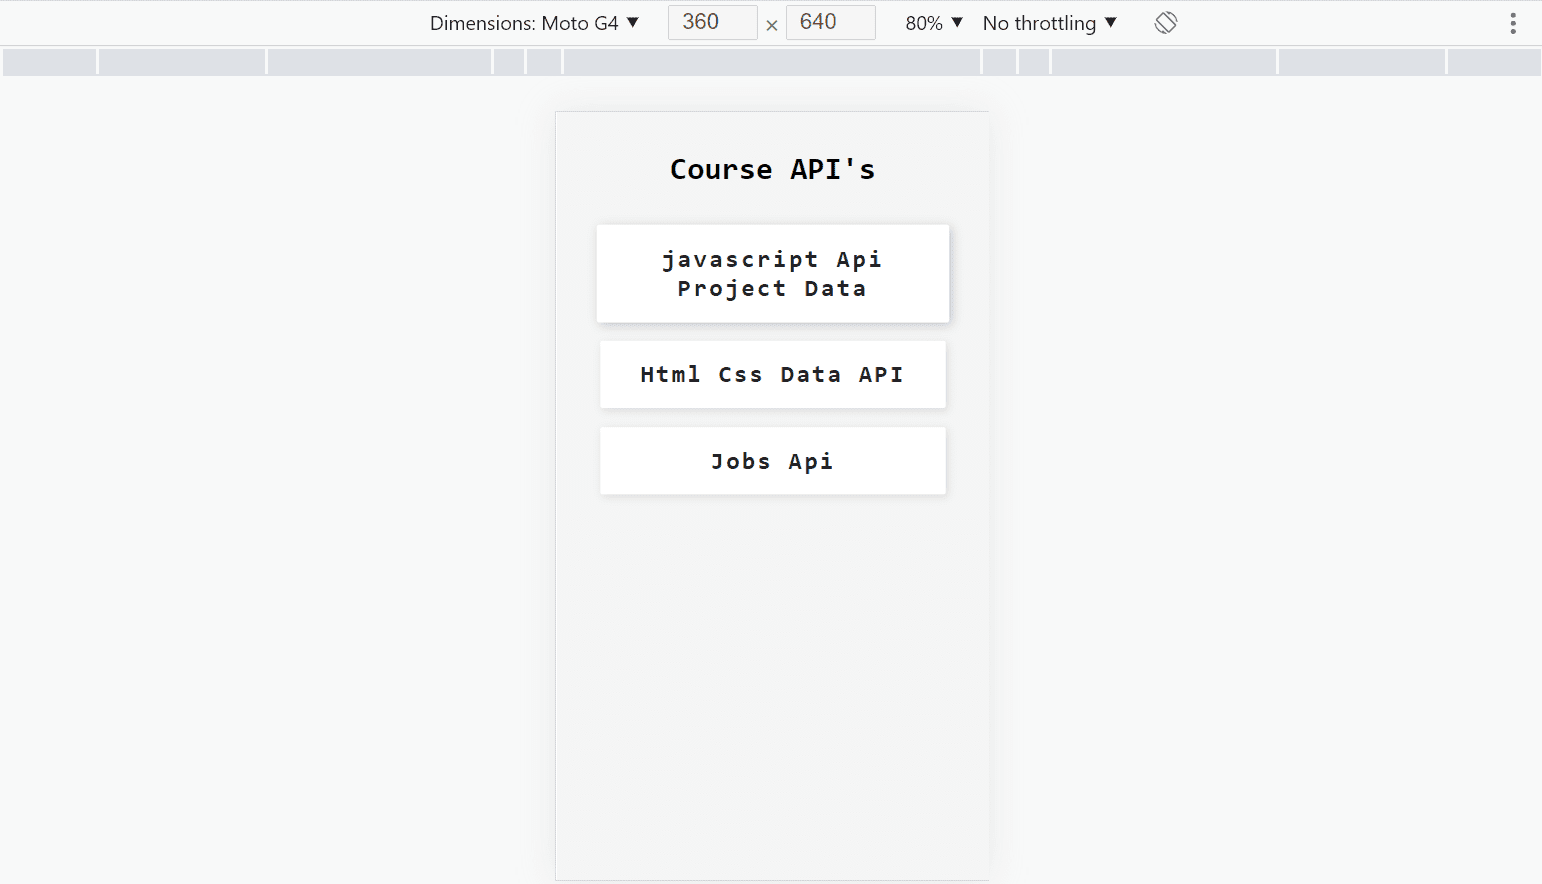 Dimensions: Moto G4 ▼ 360 × 640 80% ▼ No throttling ▼
Course API's
javascript Api
Project Data
Html Css Data API
Jobs Api